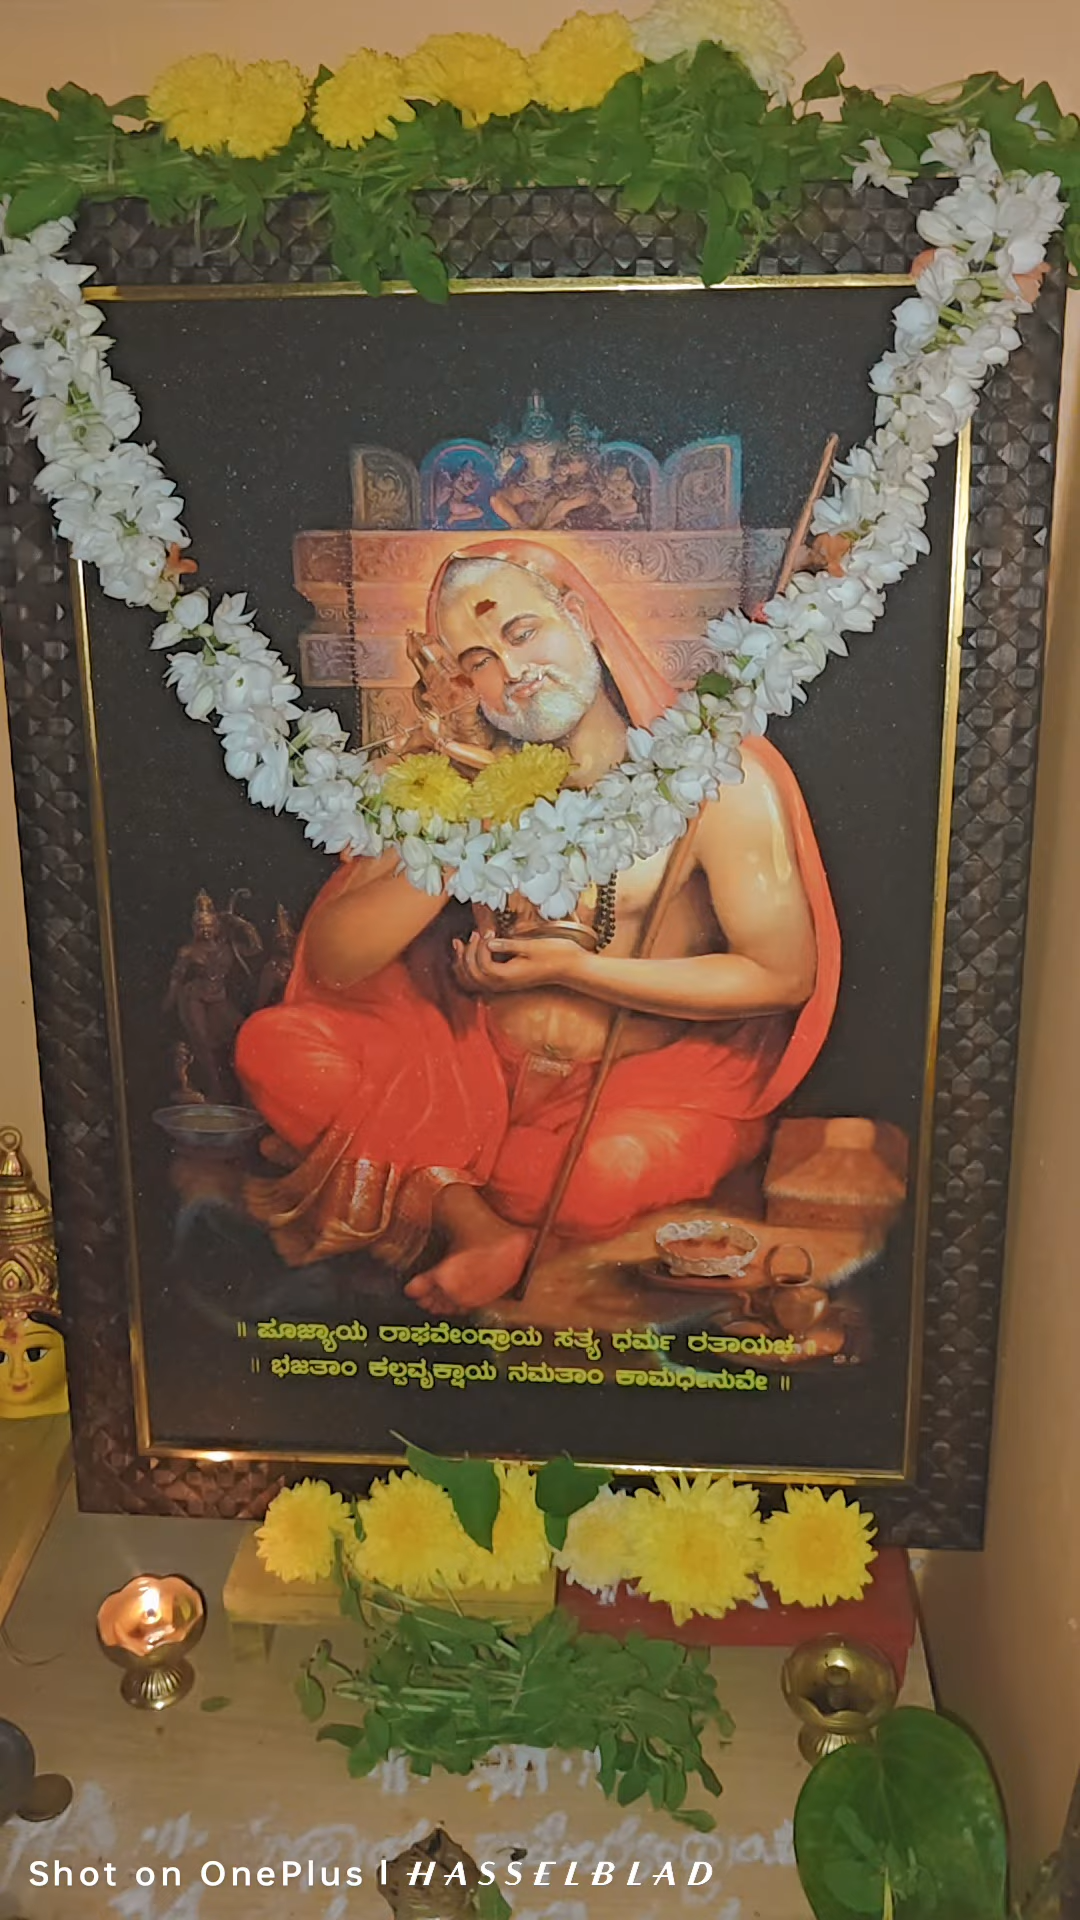 ॥ ಪೂಜ್ಯಾಯ ರಾಘವೇಂದ್ರಾಯ ಸತ್ಯ ಧರ್ಮ ರತಾಯಚ ॥
॥ ಭಜತಾಂ ಕಲ್ಪವೃಕ್ಷಾಯ ನಮತಾಂ ಕಾಮಧೇನುವೇ ॥
Shot on OnePlus | HASSELBLAD